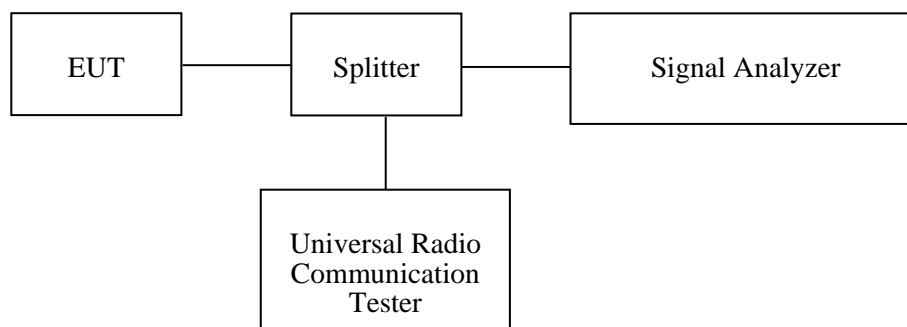 EUT
Splitter
Signal Analyzer
Universal Radio
Communication
Tester